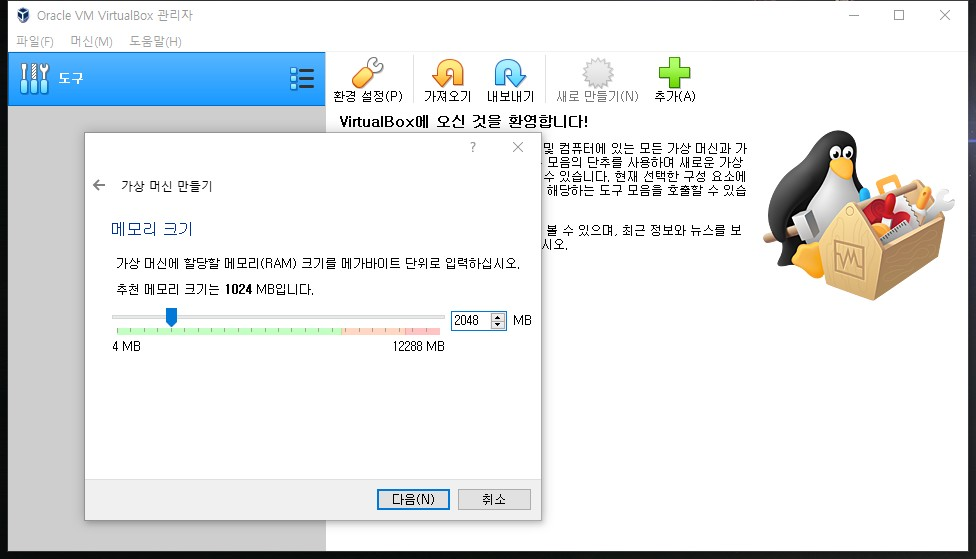 Oracle VM VirtualBox 관리자
파일(F) 머신(M) 도움말(H)
도구
환경 설정(P) 가져오기 내보내기 새로 만들기(N) 추가(A)
VirtualBox에 오신 것을 환영합니다!
및 컴퓨터에 있는 모든 가상 머신과 가
모음의 단추를 사용하며 새로운 가상
수 있습니다. 현재 선택한 구성 요소에
해당하는 도구 모음을 호출할 수 있습
볼 수 있으며, 최근 정보와 뉴스를 보
시오.
?
가상 머신 만들기
메모리 크기
가상 머신에 할당할 메모리(RAM) 크기를 메가바이트 단위로 입력하십시오.
추천 메모리 크기는 1024 MB입니다.
2048 MB
4 MB 12288 MB
다음(N) 취소